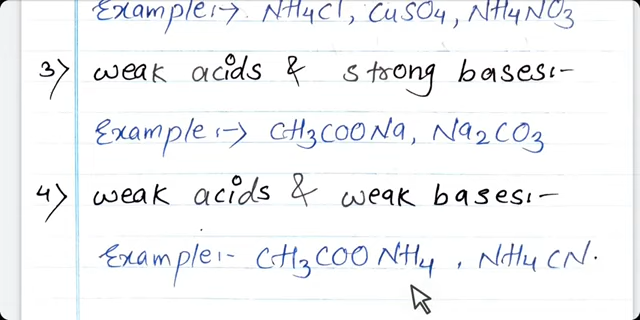 Example:→ NH4Cl, CuSO4, NH4NO3
3) weak acids & strong bases:-
Example:→ CH3COONa, Na2CO3
4) weak acids & weak bases:-
Example:- CH3COONH4, NH4CN.